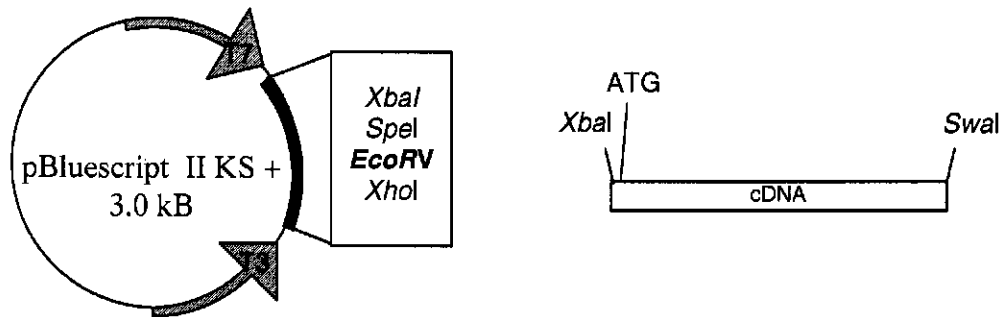 T7
XbaI
SpeI
EcoRV
XhoI
pBluescript II KS +
3.0 kB
T3
ATG
XbaI
SwaI
cDNA